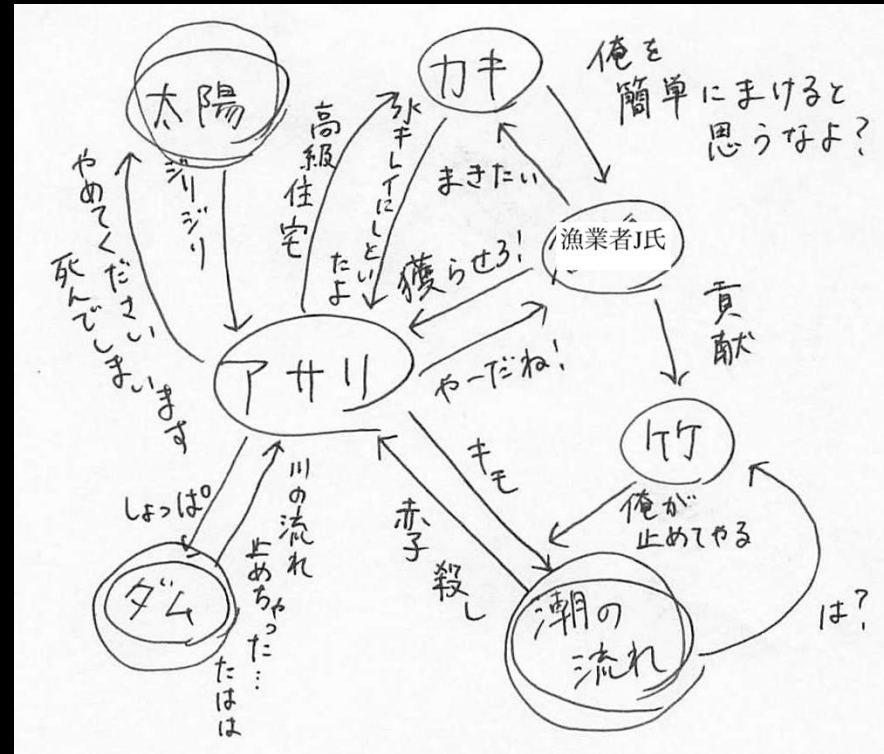 太陽
カキ
俺を
簡単にまけると
思うなよ?
ジリジリ
やめてください
死んでしまいます
高級住宅
水キレイにしとい
たよ
まきたい
漁業者J氏
獲らせろ!
やーだね!
貢献
アサリ
竹
俺が
止めてやる
は?
キモ
赤子
殺し
しょっぱ
川の流れ
止めちゃった…
たはは
ダム
潮の
流れ